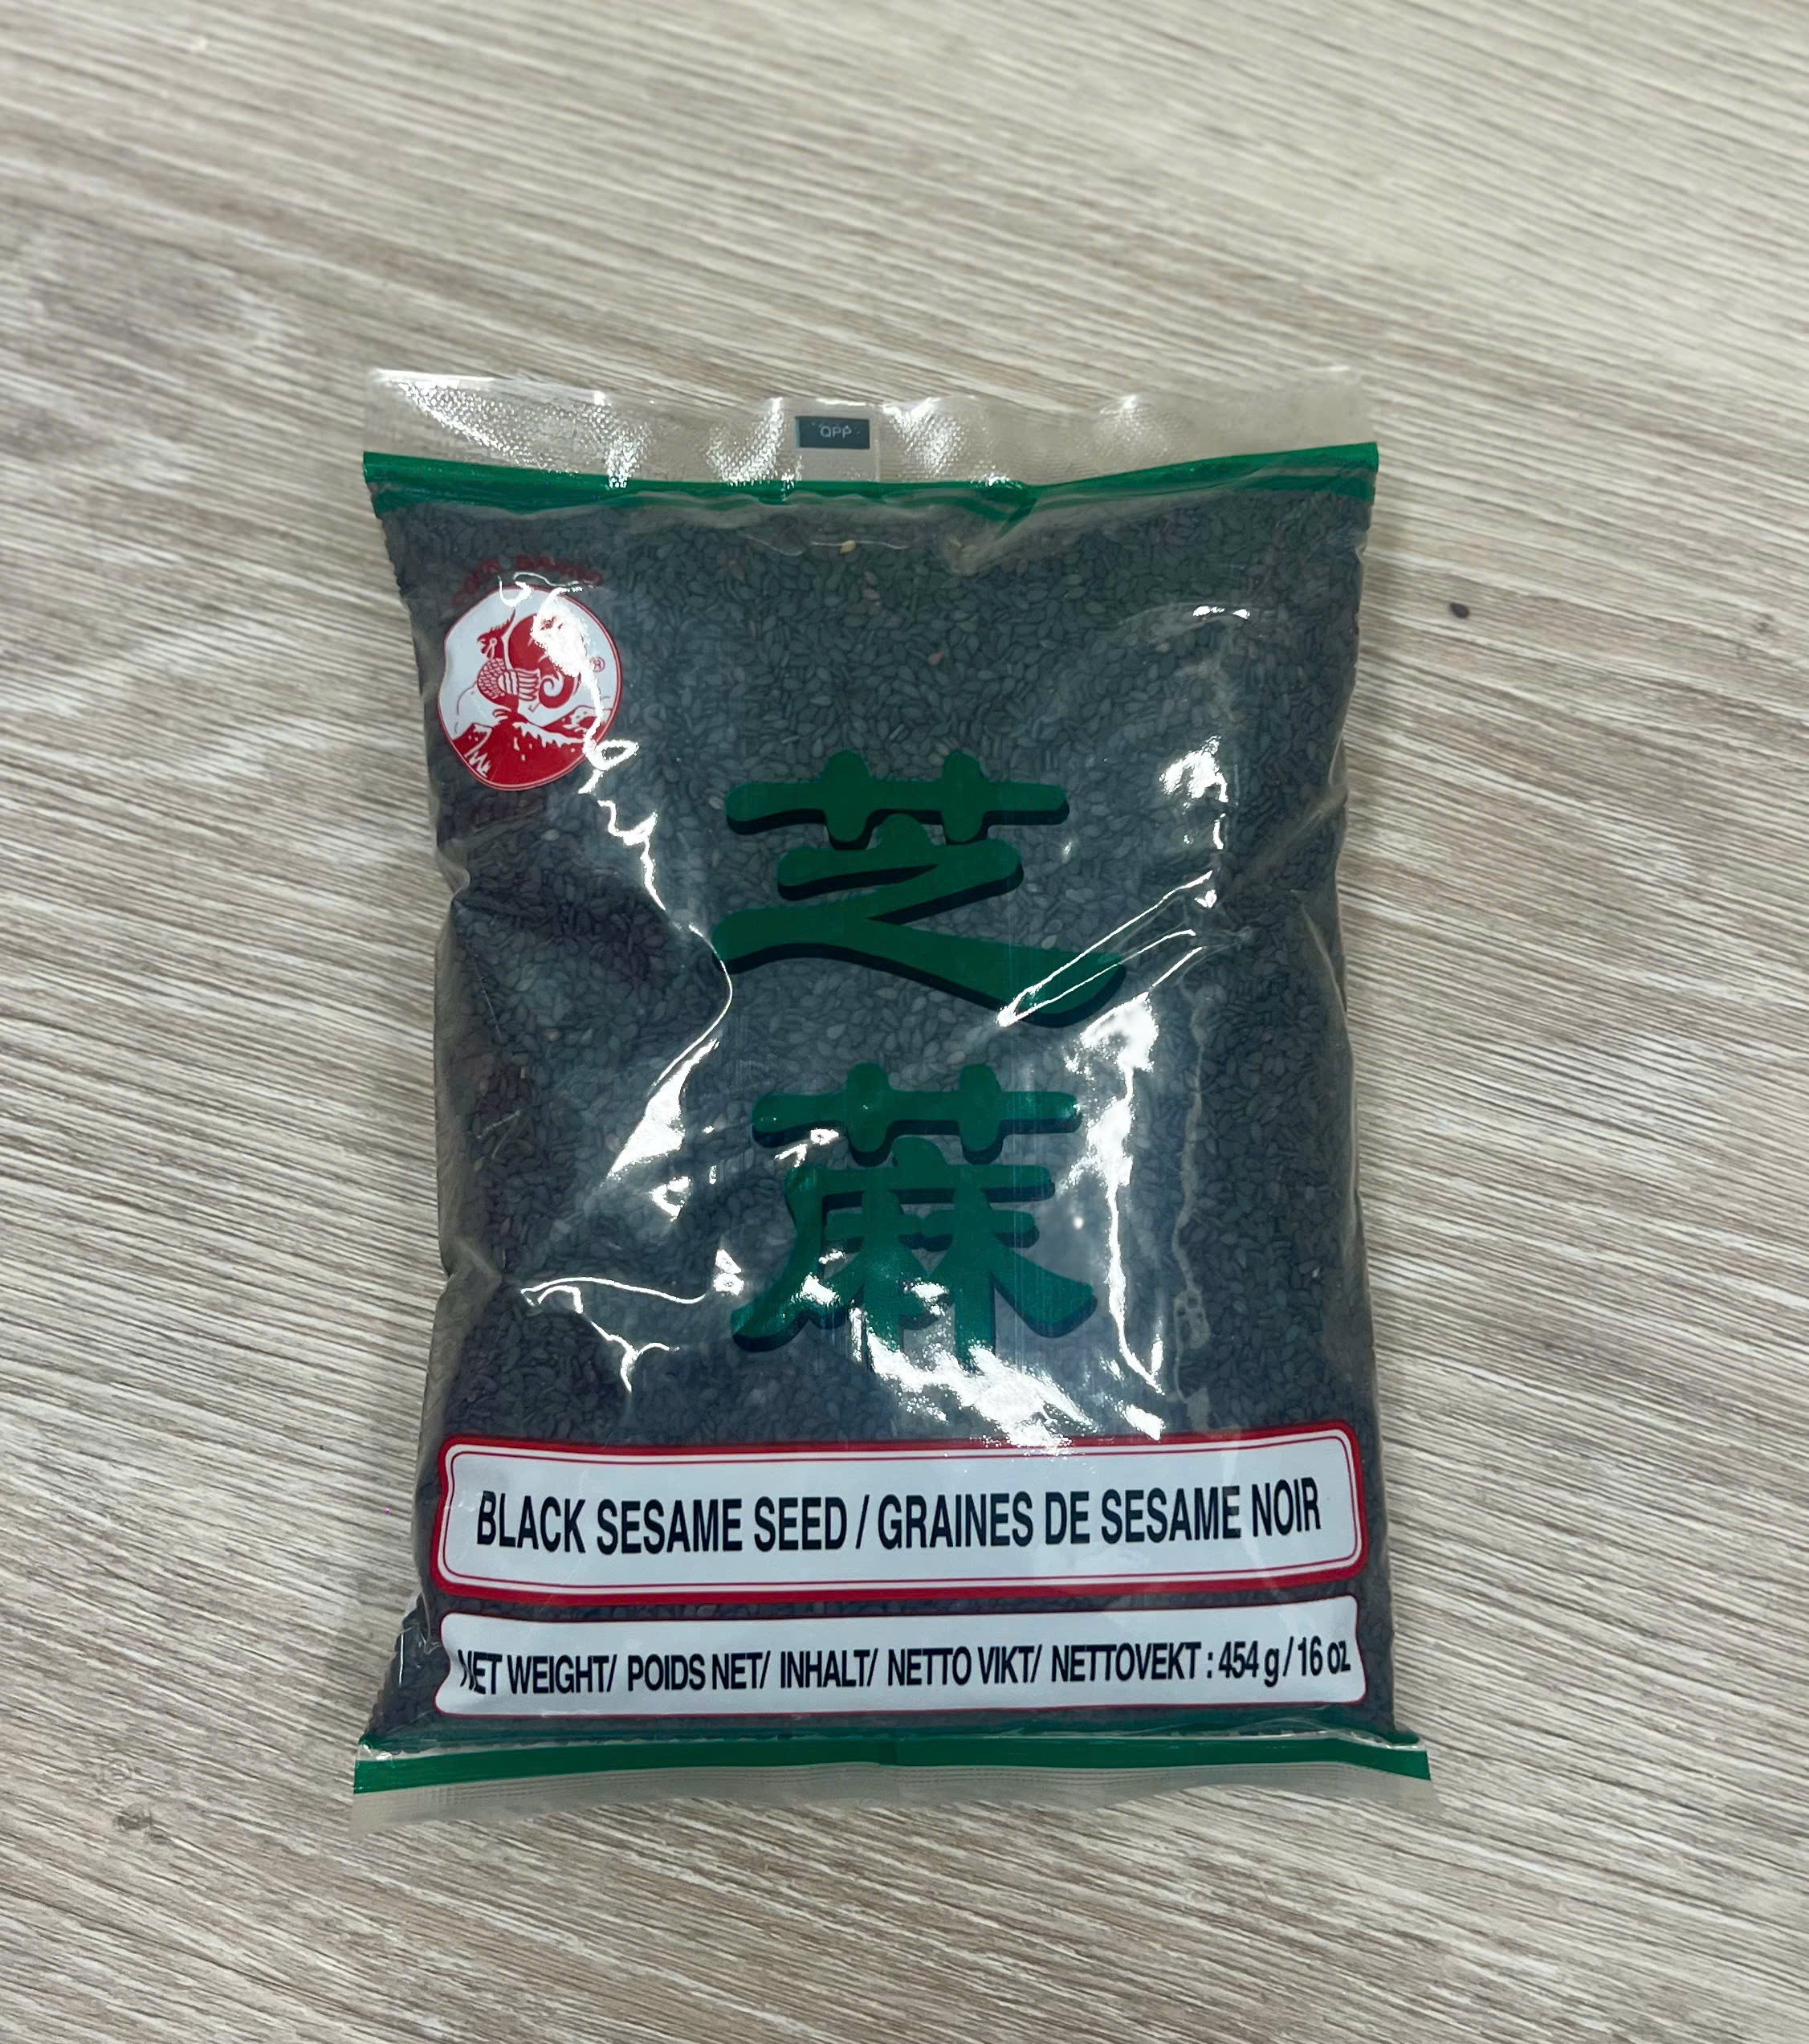 OPP
®
芝
蔴
BLACK SESAME SEED / GRAINES DE SESAME NOIR
NET WEIGHT/ POIDS NET/ INHALT/ NETTO VIKT/ NETTOVEKT : 454 g / 16 oz